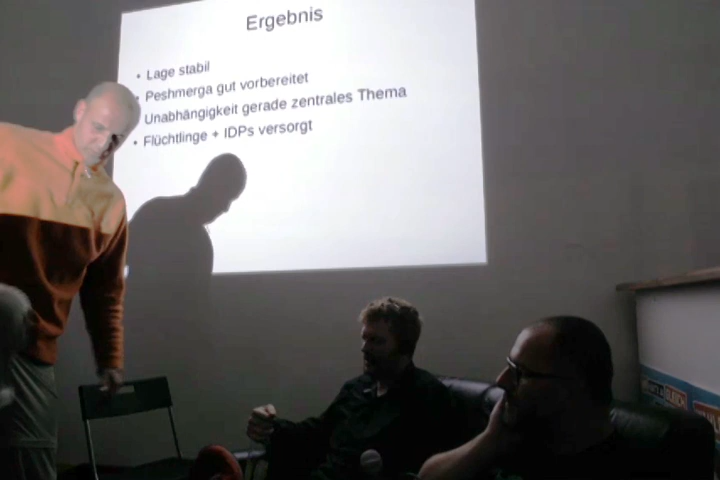 Ergebnis
• Lage stabil
• Peshmerga gut vorbereitet
Unabhängigkeit gerade zentrales Thema
• Flüchtlinge + IDPs versorgt